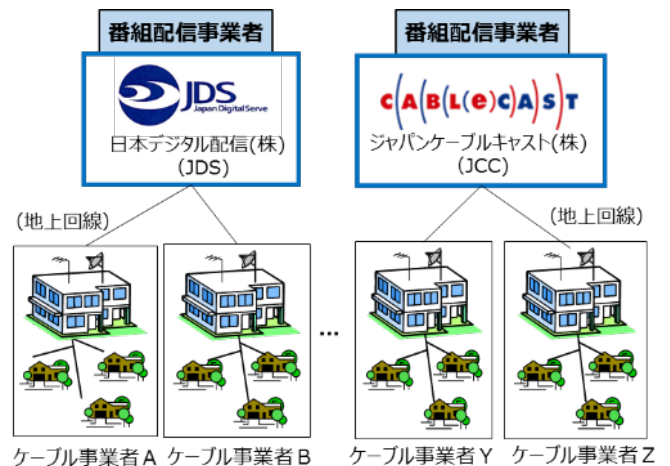 番組配信事業者
番組配信事業者
JDS
Japan Digital Serve
日本デジタル配信(株)
(JDS)
C(A)B(L(e)C)A)S)T
ジャパンケーブルキャスト(株)
(JCC)
(地上回線)
(地上回線)
...
ケーブル事業者A
ケーブル事業者B
ケーブル事業者Y
ケーブル事業者Z